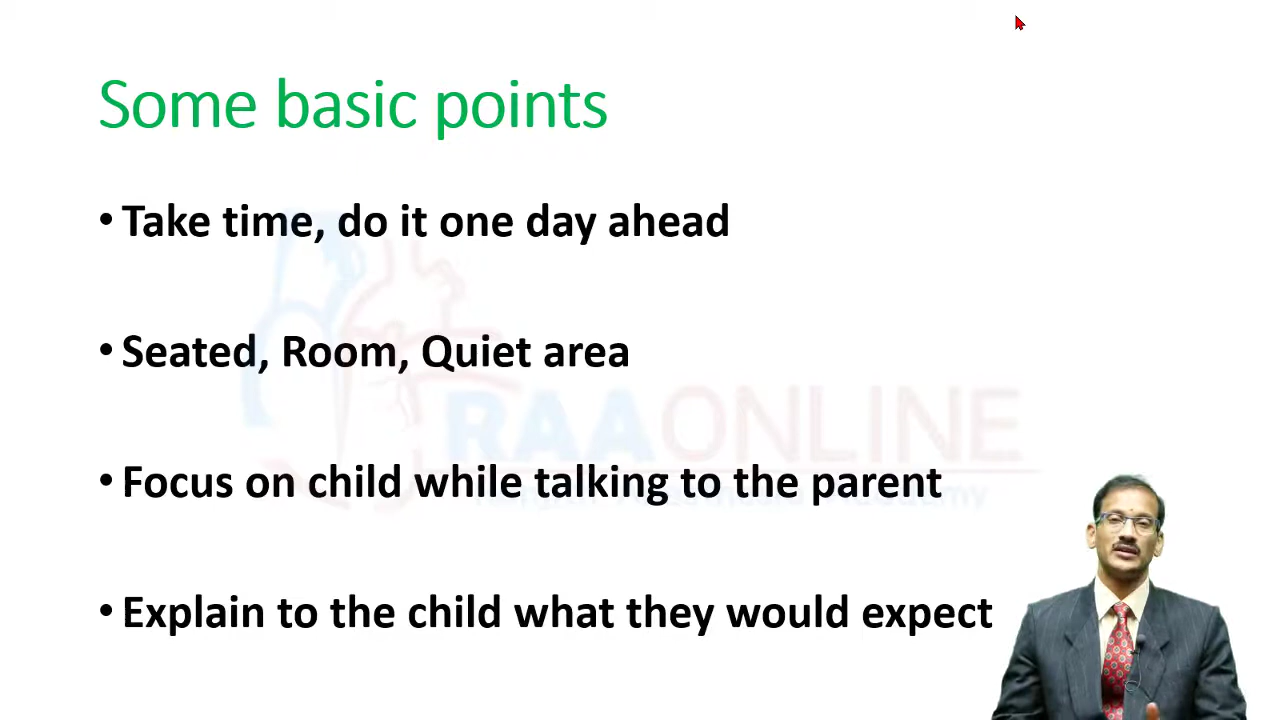 Some basic points
• Take time, do it one day ahead
• Seated, Room, Quiet area
RAAONLINE
• Focus on child while talking to the parent
• Explain to the child what they would expect